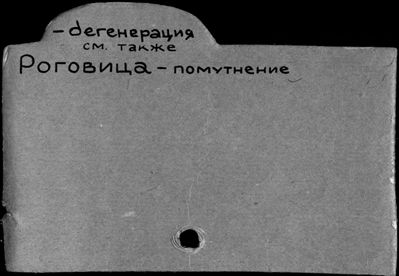 – дегенерация
см. также
Роговица – помутнение